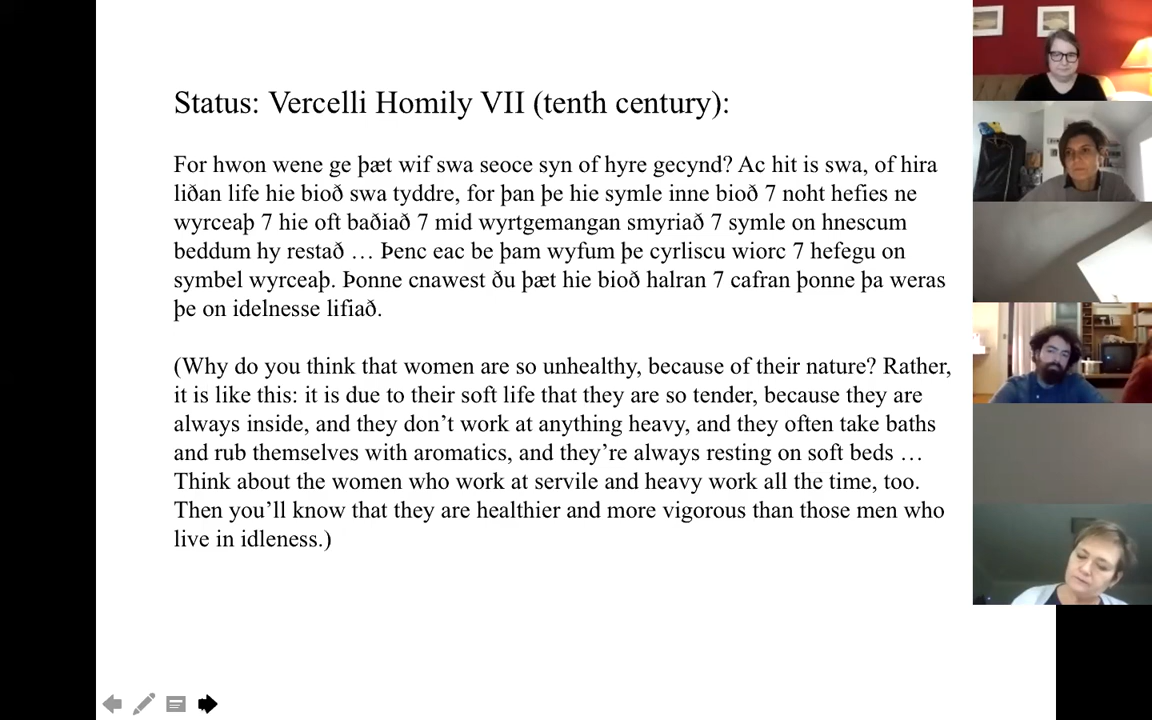 Status: Vercelli Homily VII (tenth century):
For hwon wene ge þæt wif swa seoce syn of hyre gecynd? Ac hit is swa, of hira
liðan life hie bioð swa tyddre, for þan þe hie symle inne bioð 7 noht hefies ne
wyrceaþ 7 hie oft baðiað 7 mid wyrtgemangan smyriað 7 symle on hnescum
beddum hy restað … Þenc eac be þam wyfum þe cyrliscu wiorc 7 hefegu on
symbel wyrceaþ. Þonne cnawest ðu þæt hie bioð halran 7 cafran þonne þa weras
þe on idelnesse lifiað.
(Why do you think that women are so unhealthy, because of their nature? Rather,
it is like this: it is due to their soft life that they are so tender, because they are
always inside, and they don’t work at anything heavy, and they often take baths
and rub themselves with aromatics, and they’re always resting on soft beds …
Think about the women who work at servile and heavy work all the time, too.
Then you’ll know that they are healthier and more vigorous than those men who
live in idleness.)